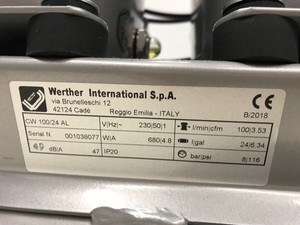 Werther International S.p.A.
via Brunelleschi 12
42124 Cadè Reggio Emilia - ITALY B/2018
CW 100/24 AL V|Hz|~ 230|50|1 l/min|cfm 100|3.53
Serial N. 001038077 W|A 680|4.8 l|gal 24|6.34
dB/A 47 IP20 bar|psi 8|116